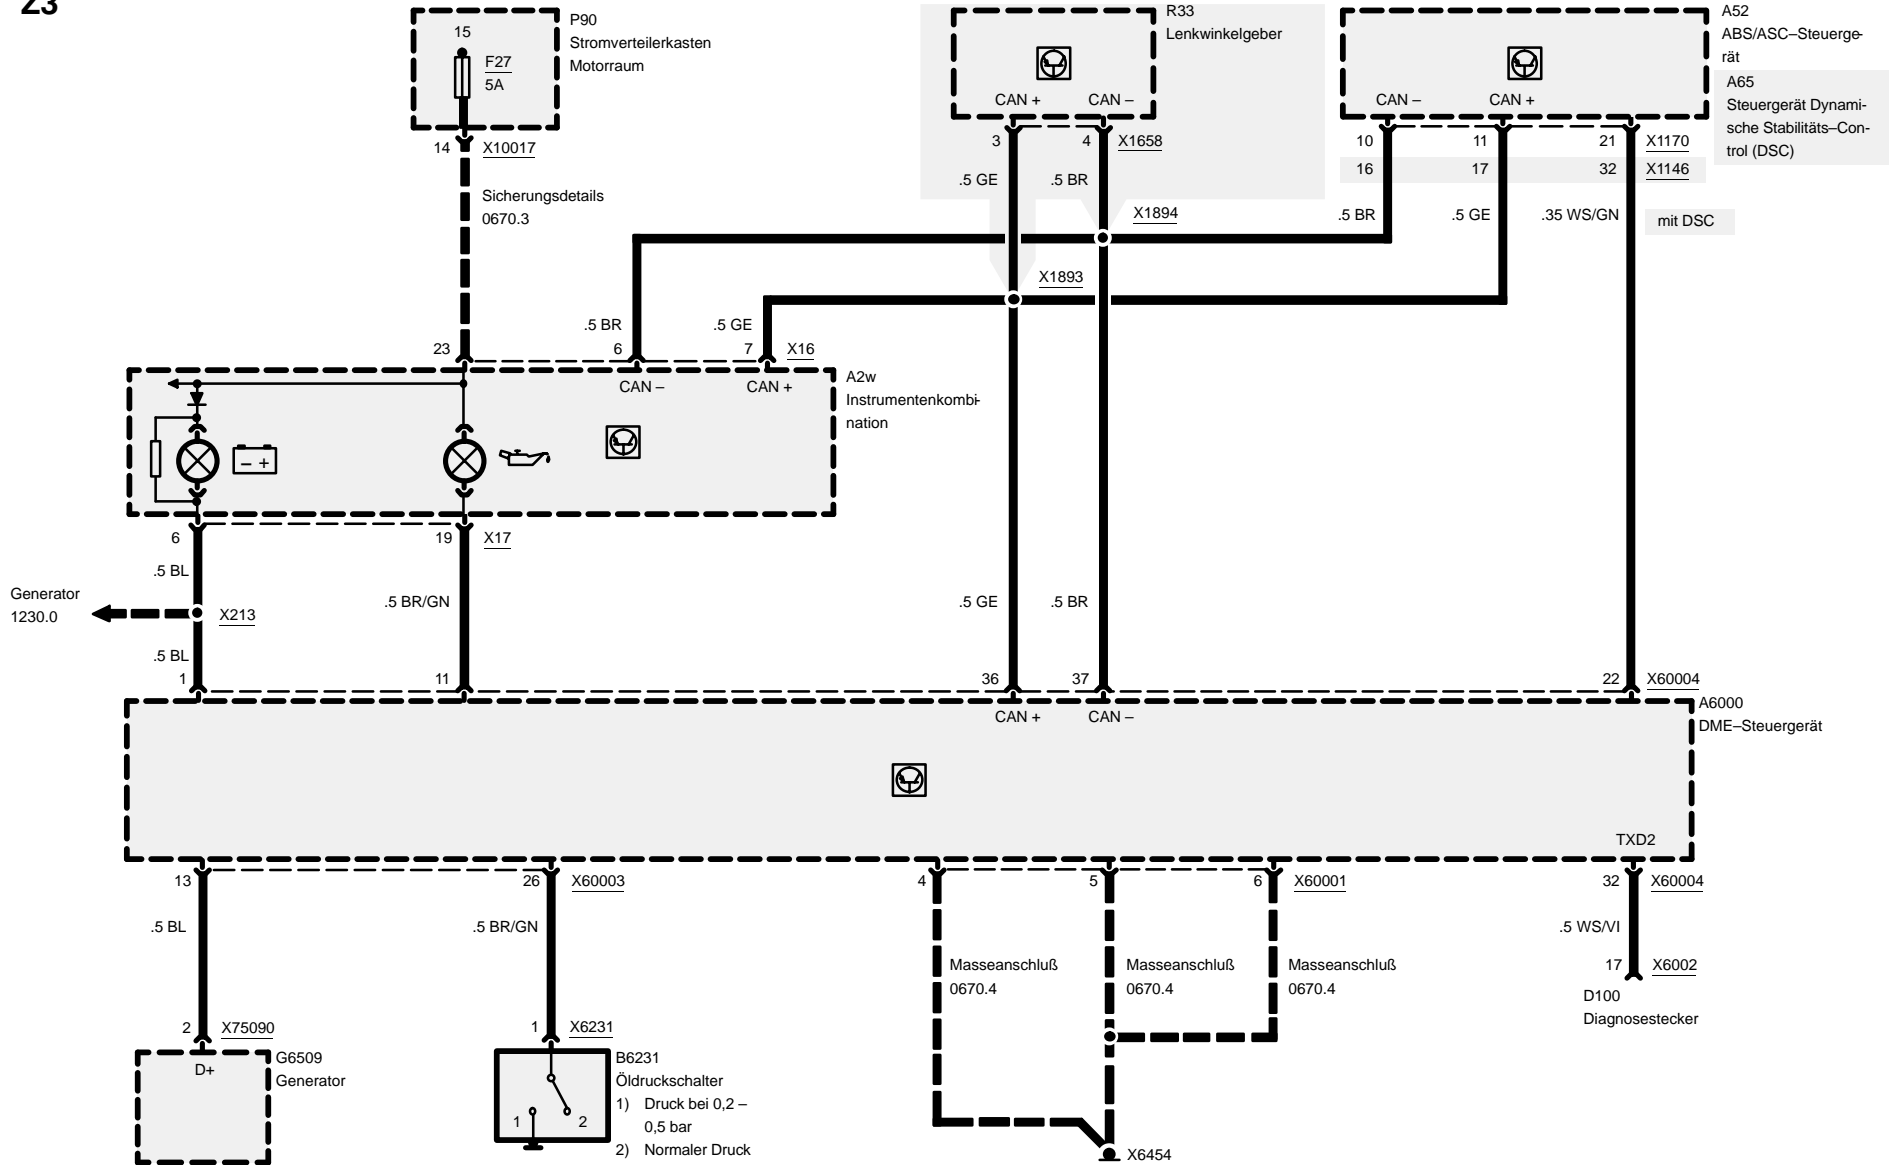 Z3
P90
Stromverteilerkasten
Motorraum
15
F27
5A
14
X10017
Sicherungsdetails
0670.3
R33
Lenkwinkelgeber
CAN +
CAN –
3
4
X1658
.5 GE
.5 BR
A52
ABS/ASC–Steuerge-
rät
A65
Steuergerät Dynami-
sche Stabilitäts–Con-
trol (DSC)
CAN –
CAN +
10
11
21
X1170
16
17
32
X1146
.5 BR
.5 GE
.35 WS/GN
mit DSC
X1894
X1893
.5 BR
.5 GE
23
6
7
X16
A2w
Instrumentenkombi-
nation
CAN –
CAN +
– +
6
19
X17
.5 BL
.5 BR/GN
Generator
1230.0
X213
.5 BL
.5 GE
.5 BR
1
11
36
37
22
X60004
A6000
DME–Steuergerät
CAN +
CAN –
TXD2
13
26
X60003
4
5
6
X60001
32
X60004
.5 BL
.5 BR/GN
.5 WS/VI
Masseanschluß
0670.4
Masseanschluß
0670.4
Masseanschluß
0670.4
17
X6002
D100
Diagnosestecker
2
X75090
1
X6231
D+
G6509
Generator
B6231
Öldruckschalter
1) Druck bei 0,2 –
0,5 bar
2) Normaler Druck
1
2
X6454